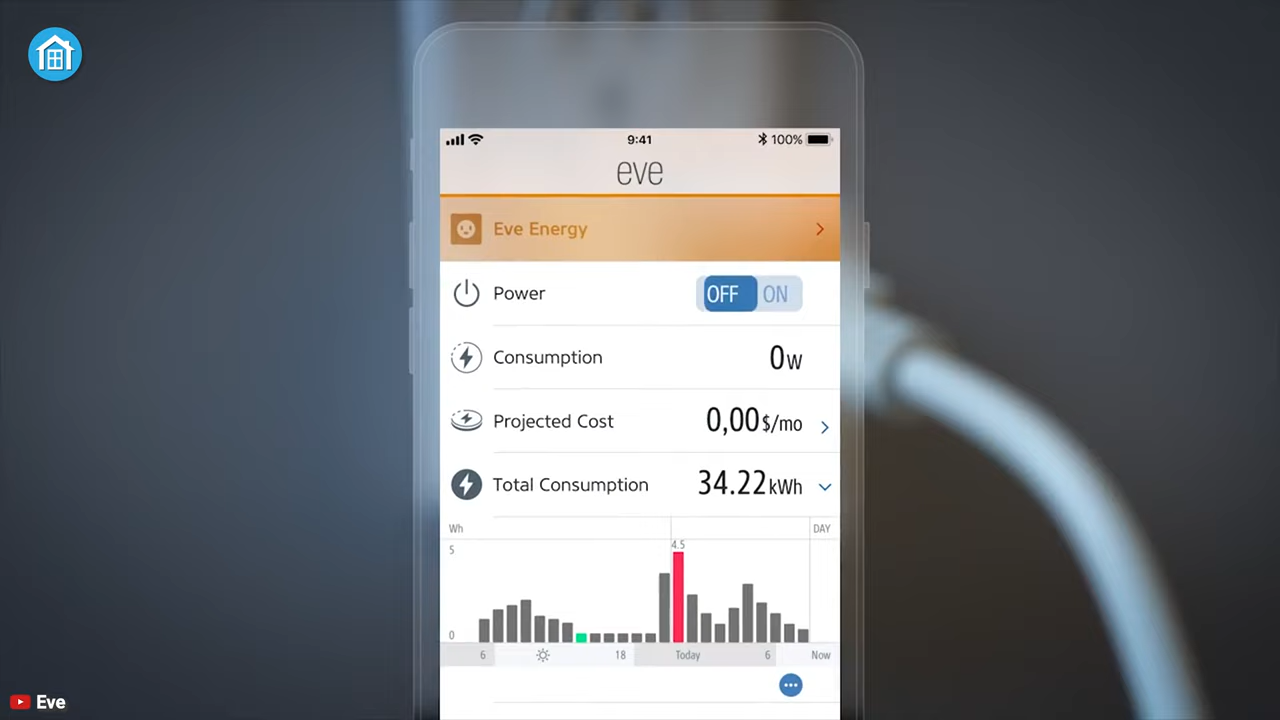 9:41
100%
eve
Eve Energy
Power
OFF ON
Consumption
0W
Projected Cost
0,00$/mo
Total Consumption
34.22kWh
Wh
DAY
5
4.5
0
6
18
Today
6
Now
Eve